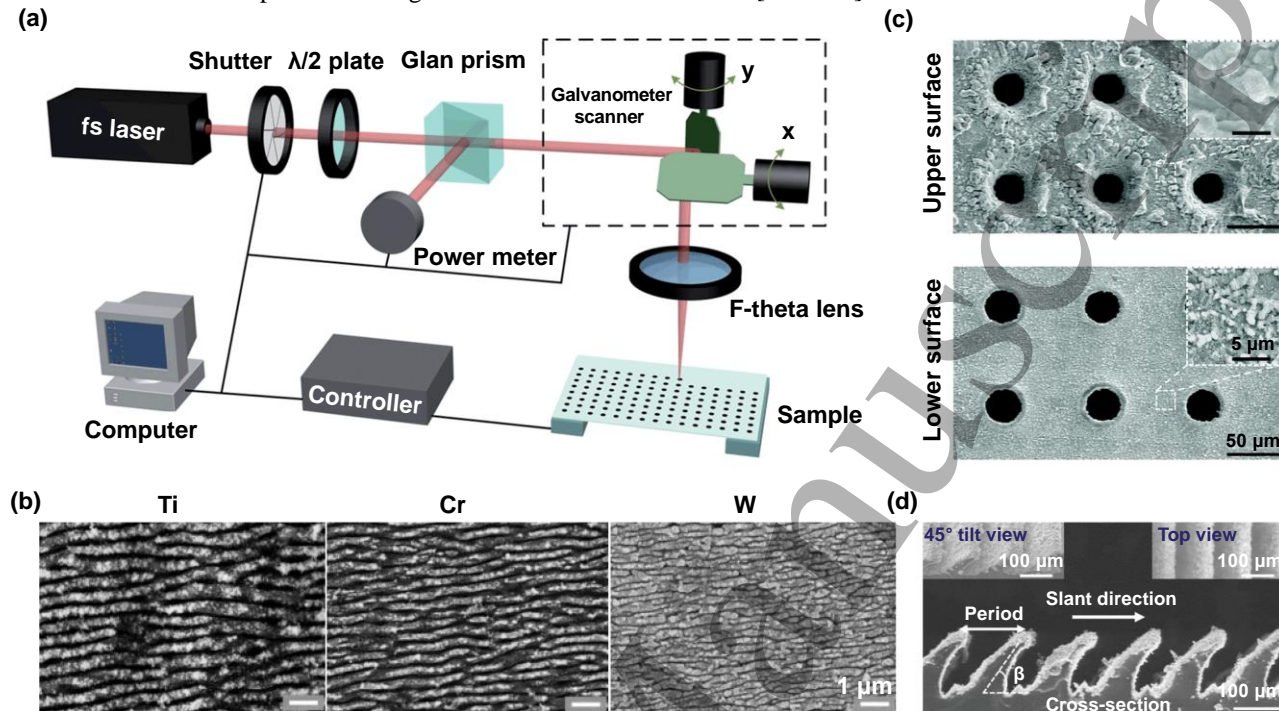 (a)
Shutter
λ/2 plate
Glan prism
fs laser
Galvanometer
scanner
y
x
Power meter
F-theta lens
Computer
Controller
Sample
(b)
Ti
Cr
W
1 μm
(c)
Upper surface
Lower surface
5 μm
50 μm
(d)
45° tilt view
100 μm
Top view
100 μm
Period
Slant direction
β
Cross-section
100 μm